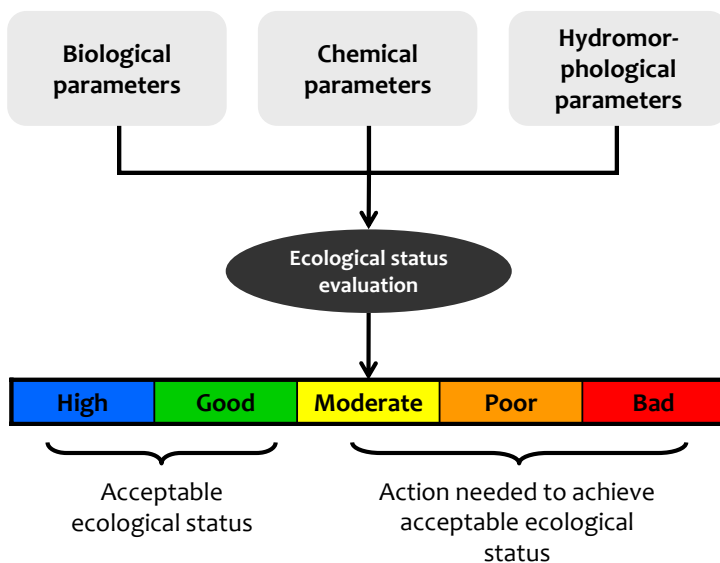 Biological
parameters
Chemical
parameters
Hydromor-
phological
parameters
Ecological status
evaluation
High
Good
Moderate
Poor
Bad
Acceptable
ecological status
Action needed to achieve
acceptable ecological
status